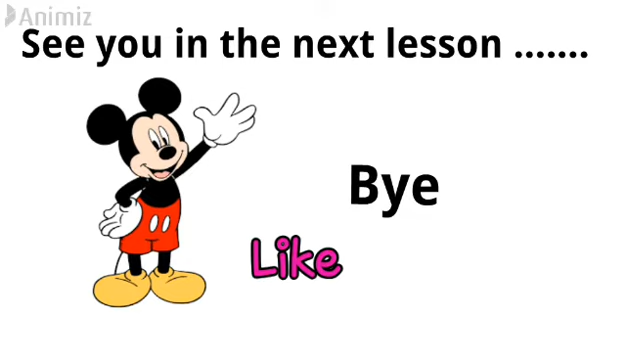 Animiz
See you in the next lesson .......
Bye
Like